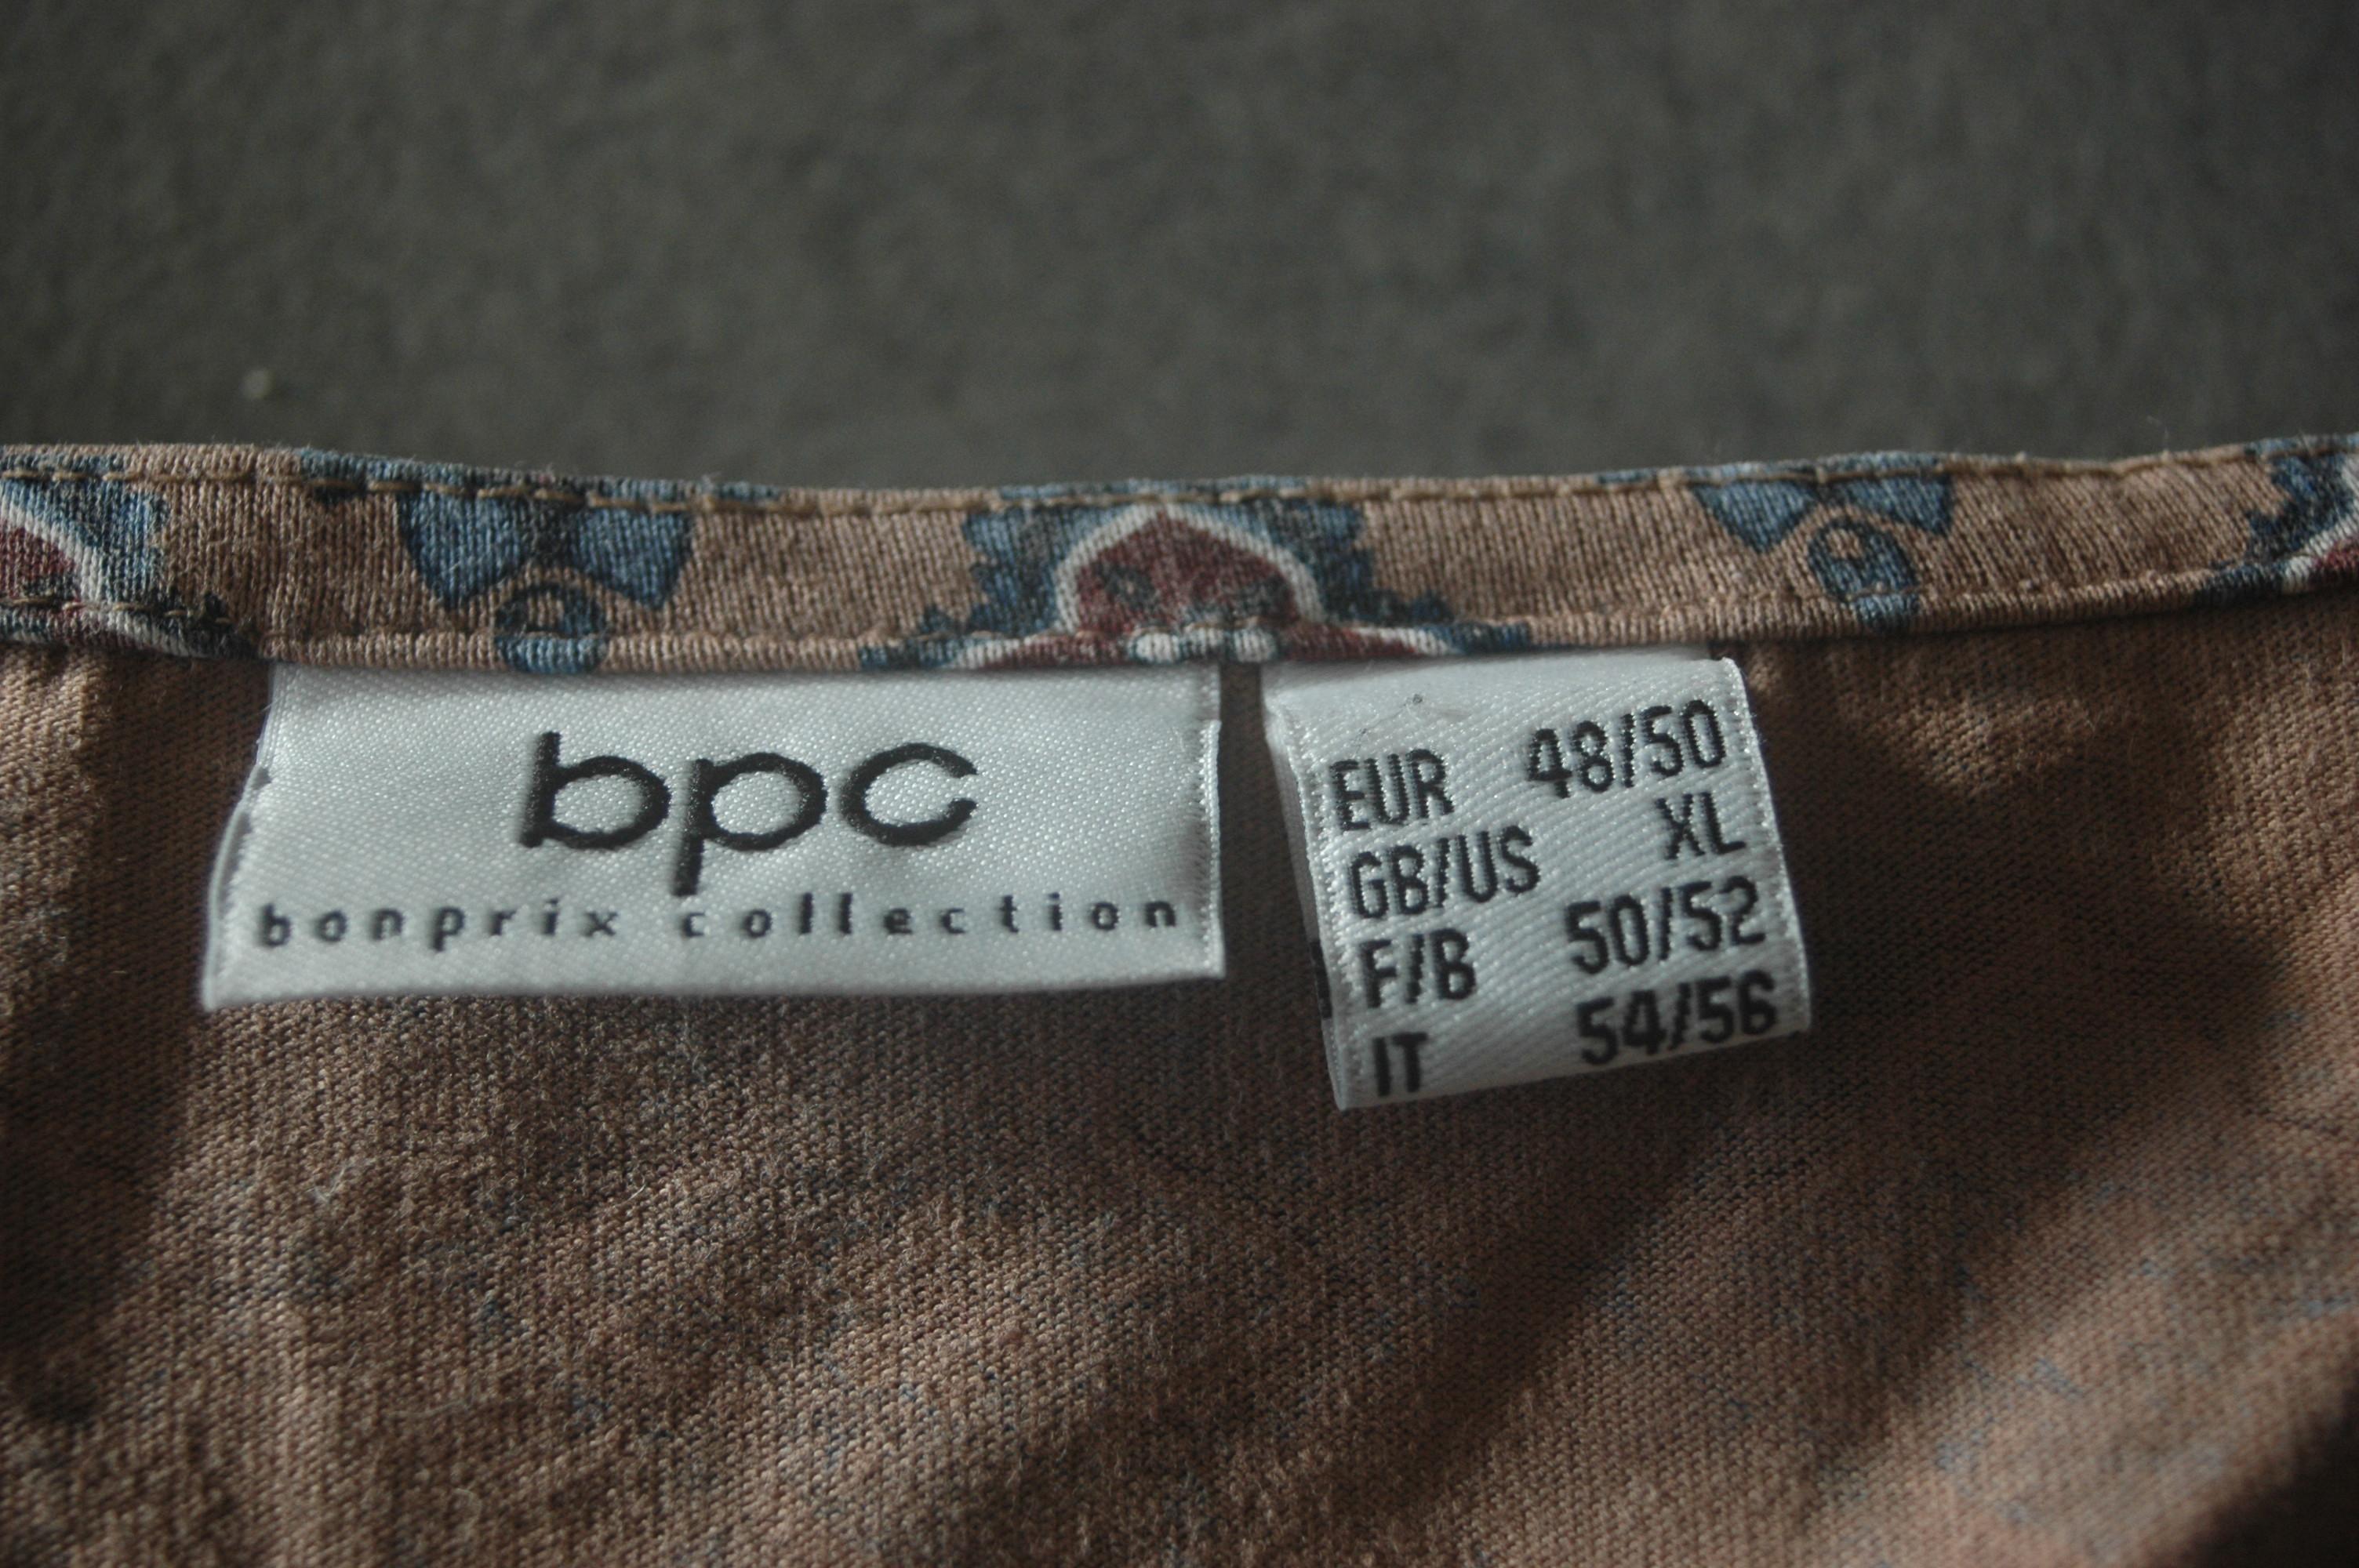 bpc
bonprix collection
EUR 48/50
GB/US XL
F/B 50/52
IT 54/56